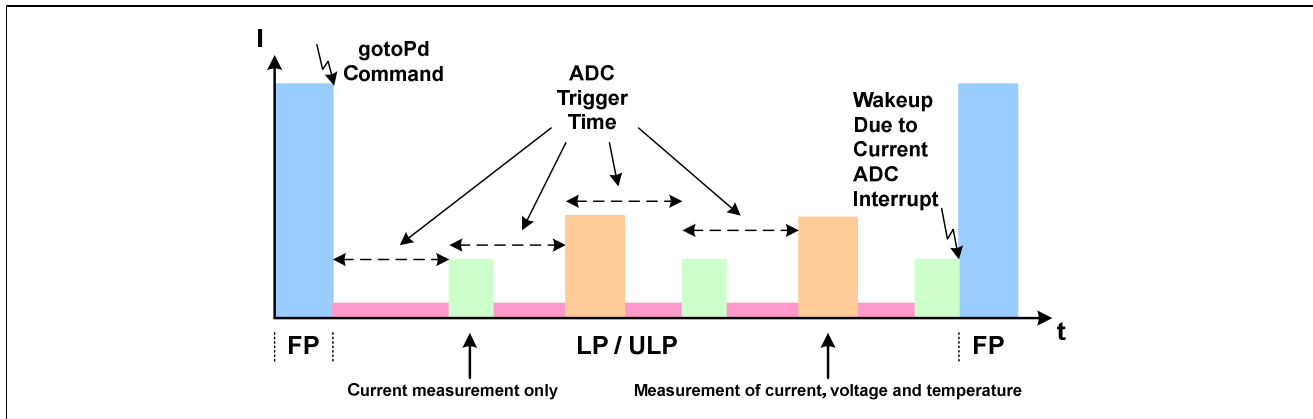 I
gotoPd
Command
ADC
Trigger
Time
Wakeup
Due to
Current
ADC
Interrupt
t
FP
LP / ULP
FP
Current measurement only
Measurement of current, voltage and temperature